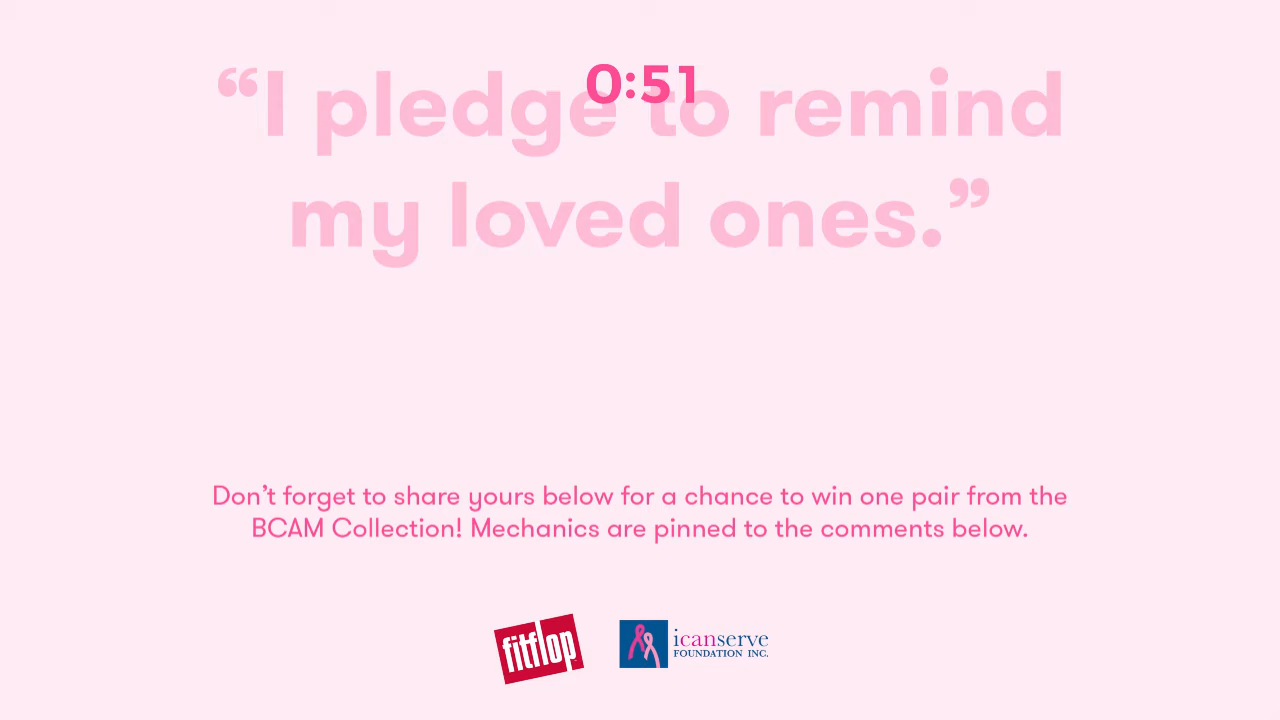 0:51
“I pledge to remind
my loved ones.”
Don’t forget to share yours below for a chance to win one pair from the
BCAM Collection! Mechanics are pinned to the comments below.
fitflop
icanserve
FOUNDATION INC.